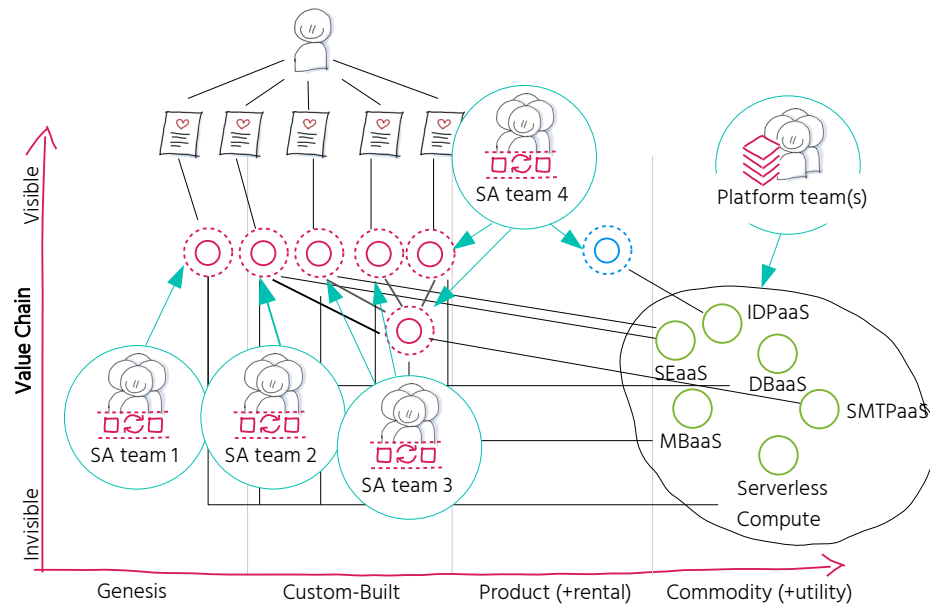 SA team 4
Platform team(s)
Visible
Value Chain
Invisible
IDPaaS
SEaaS
DBaaS
SMTPaaS
MBaaS
SA team 1
SA team 2
SA team 3
Serverless
Compute
Genesis
Custom-Built
Product (+rental)
Commodity (+utility)